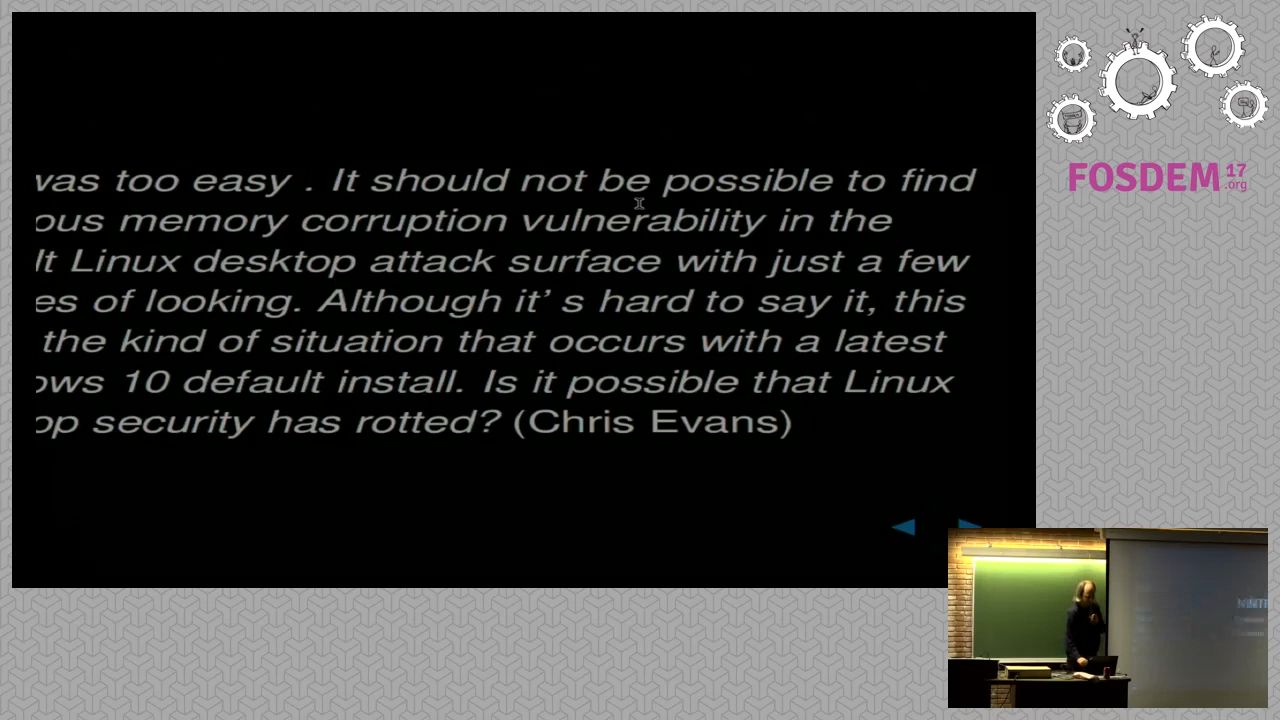 vas too easy . It should not be possible to find
ous memory corruption vulnerability in the
lt Linux desktop attack surface with just a few
es of looking. Although it’ s hard to say it, this
the kind of situation that occurs with a latest
ows 10 default install. Is it possible that Linux
op security has rotted? (Chris Evans)
FOSDEM 17
.org